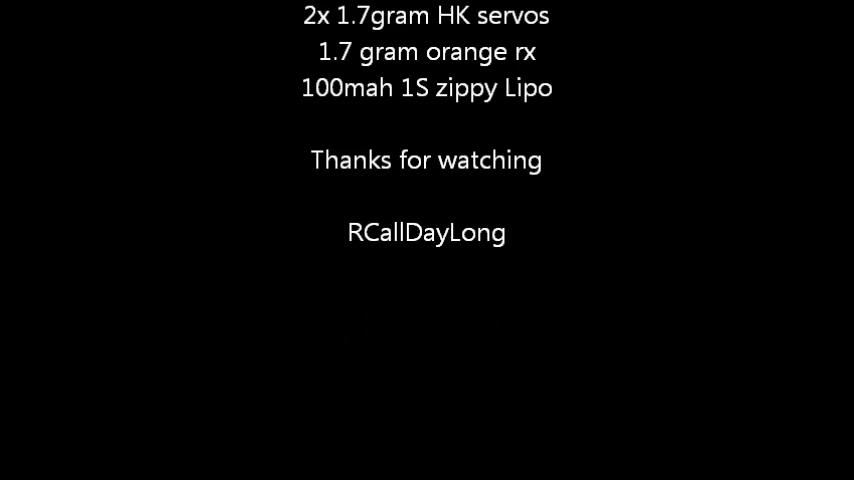 2x 1.7gram HK servos
1.7 gram orange rx
100mah 1S zippy Lipo
Thanks for watching
RCallDayLong